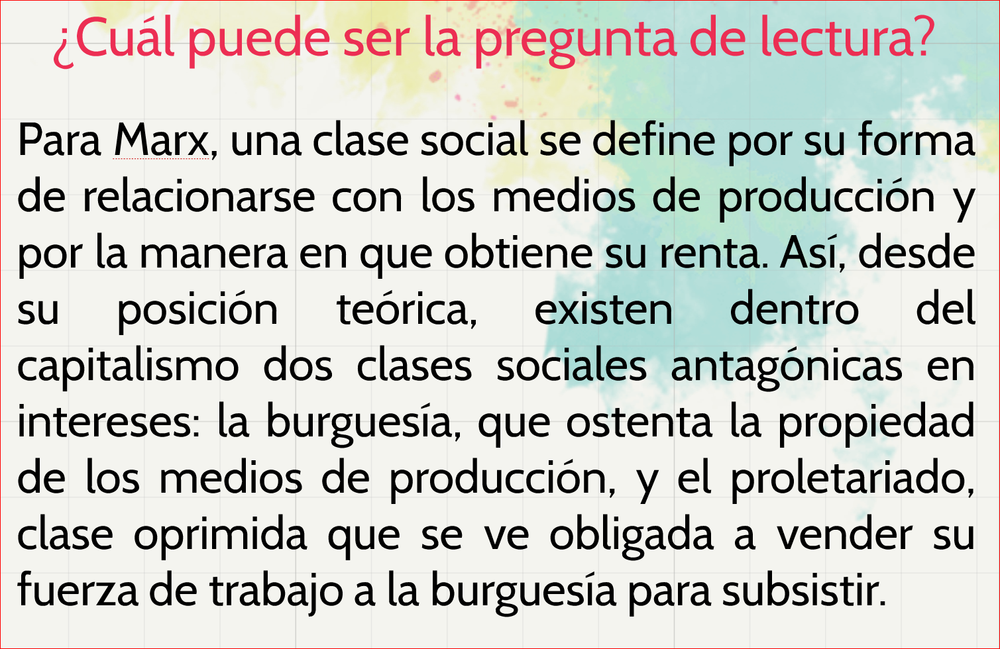 ¿Cuál puede ser la pregunta de lectura?
Para Marx, una clase social se define por su forma
de relacionarse con los medios de producción y
por la manera en que obtiene su renta. Así, desde
su posición teórica, existen dentro del
capitalismo dos clases sociales antagónicas en
intereses: la burguesía, que ostenta la propiedad
de los medios de producción, y el proletariado,
clase oprimida que se ve obligada a vender su
fuerza de trabajo a la burguesía para subsistir.